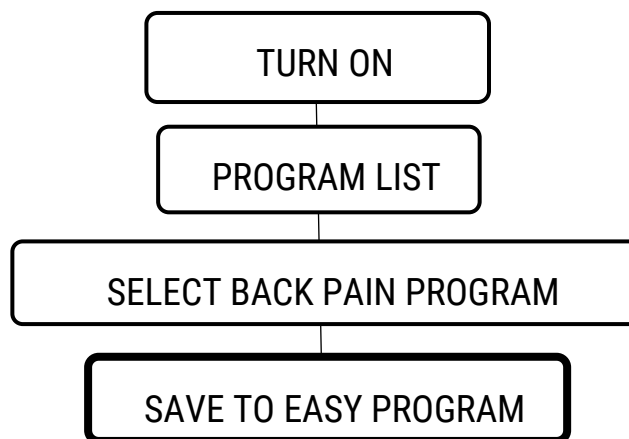 TURN ON
PROGRAM LIST
SELECT BACK PAIN PROGRAM
SAVE TO EASY PROGRAM